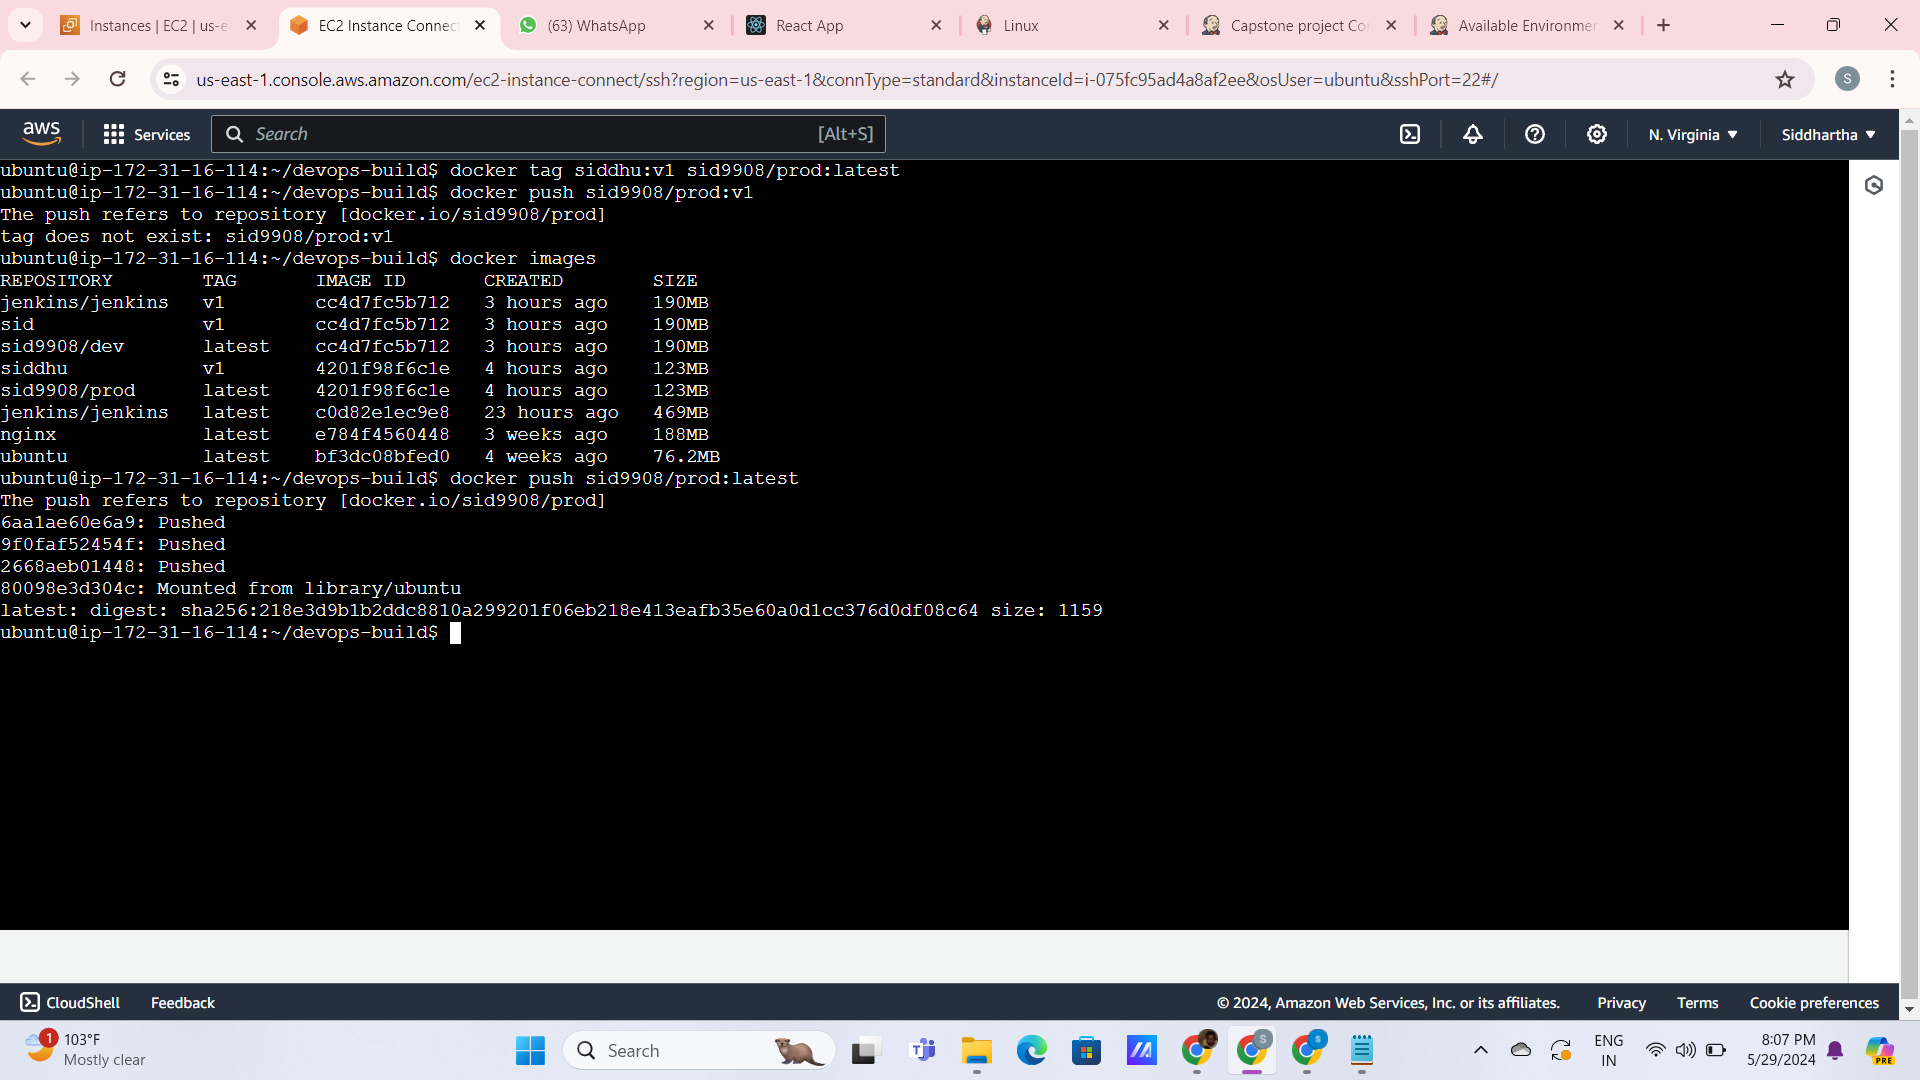 Instances | EC2 | us-e
EC2 Instance Connec
(63) WhatsApp
React App
Linux
Capstone project Co
Available Environmen
us-east-1.console.aws.amazon.com/ec2-instance-connect/ssh?region=us-east-1&connType=standard&instanceId=i-075fc95ad4a8af2ee&osUser=ubuntu&sshPort=22#/
S
aws
Services
Search
[Alt+S]
N. Virginia
Siddhartha
ubuntu@ip-172-31-16-114:~/devops-build$ docker tag siddhu:v1 sid9908/prod:latest
ubuntu@ip-172-31-16-114:~/devops-build$ docker push sid9908/prod:v1
The push refers to repository [docker.io/sid9908/prod]
tag does not exist: sid9908/prod:v1
ubuntu@ip-172-31-16-114:~/devops-build$ docker images
REPOSITORY TAG IMAGE ID CREATED SIZE
jenkins/jenkins v1 cc4d7fc5b712 3 hours ago 190MB
sid v1 cc4d7fc5b712 3 hours ago 190MB
sid9908/dev latest cc4d7fc5b712 3 hours ago 190MB
siddhu v1 4201f98f6c1e 4 hours ago 123MB
sid9908/prod latest 4201f98f6c1e 4 hours ago 123MB
jenkins/jenkins latest c0d82e1ec9e8 23 hours ago 469MB
nginx latest e784f4560448 3 weeks ago 188MB
ubuntu latest bf3dc08bfed0 4 weeks ago 76.2MB
ubuntu@ip-172-31-16-114:~/devops-build$ docker push sid9908/prod:latest
The push refers to repository [docker.io/sid9908/prod]
6aa1ae60e6a9: Pushed
9f0faf52454f: Pushed
2668aeb01448: Pushed
80098e3d304c: Mounted from library/ubuntu
latest: digest: sha256:218e3d9b1b2ddc8810a299201f06eb218e413eafb35e60a0d1cc376d0df08c64 size: 1159
ubuntu@ip-172-31-16-114:~/devops-build$
CloudShell
Feedback
© 2024, Amazon Web Services, Inc. or its affiliates.
Privacy
Terms
Cookie preferences
1
103°F
Mostly clear
Search
ENG
IN
8:07 PM
5/29/2024
PRE